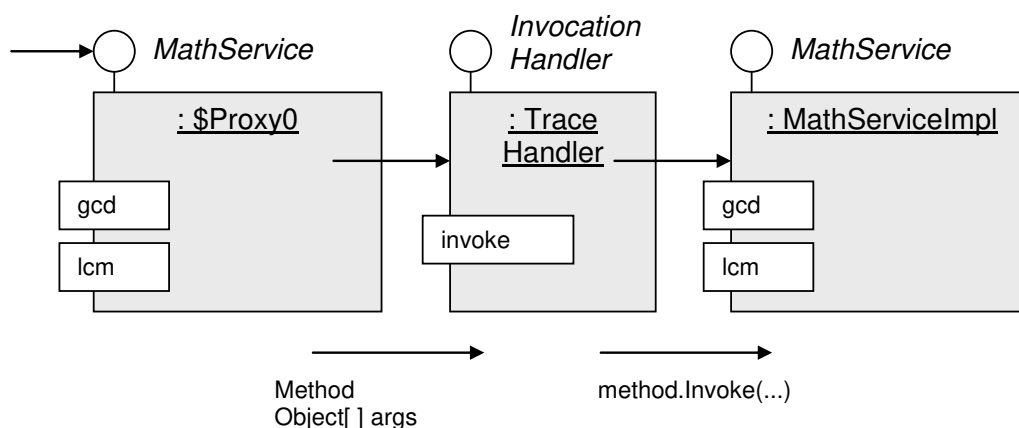 MathService
: $Proxy0
gcd
lcm
Invocation
Handler
: Trace
Handler
invoke
MathService
: MathServiceImpl
gcd
lcm
Method
Object[ ] args
method.Invoke(...)